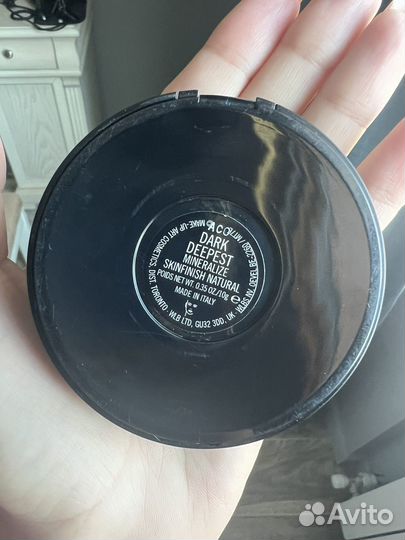 DARK
DEEPEST
MINERALIZE
SKINFINISH NATURAL
POIDS NET WT. 0.35 OZ./10g e
MADE IN ITALY
MAKE-UP ART COSMETICS, DIST. TORONTO · WLB LTD, GU32 3DD, UK ·
Avito